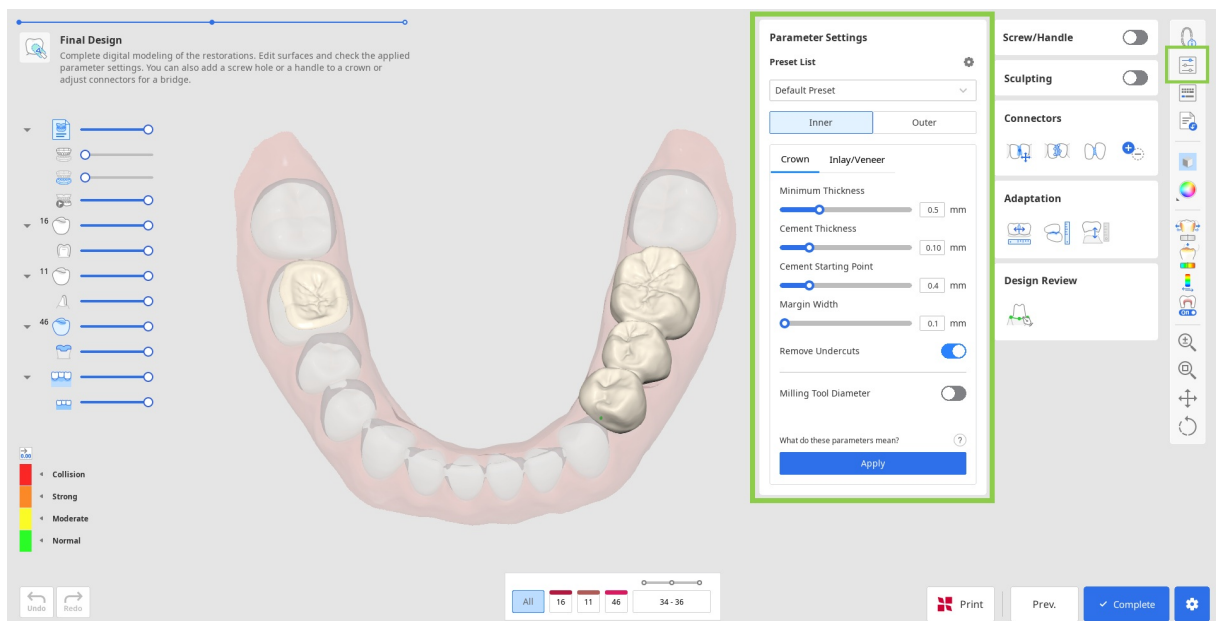 Final Design
Complete digital modeling of the restorations. Edit surfaces and check the applied
parameter settings. You can also add a screw hole or a handle to a crown or
adjust connectors for a bridge.
16
11
46
0.00
Collision
Strong
Moderate
Normal
Undo
Redo
All
16
11
46
34 - 36
Parameter Settings
Preset List
Default Preset
Inner
Outer
Crown
Inlay/Veneer
Minimum Thickness
0.5 mm
Cement Thickness
0.10 mm
Cement Starting Point
0.4 mm
Margin Width
0.1 mm
Remove Undercuts
Milling Tool Diameter
What do these parameters mean?
?
Apply
Screw/Handle
Sculpting
Connectors
Adaptation
Design Review
ON
Print
Prev.
Complete